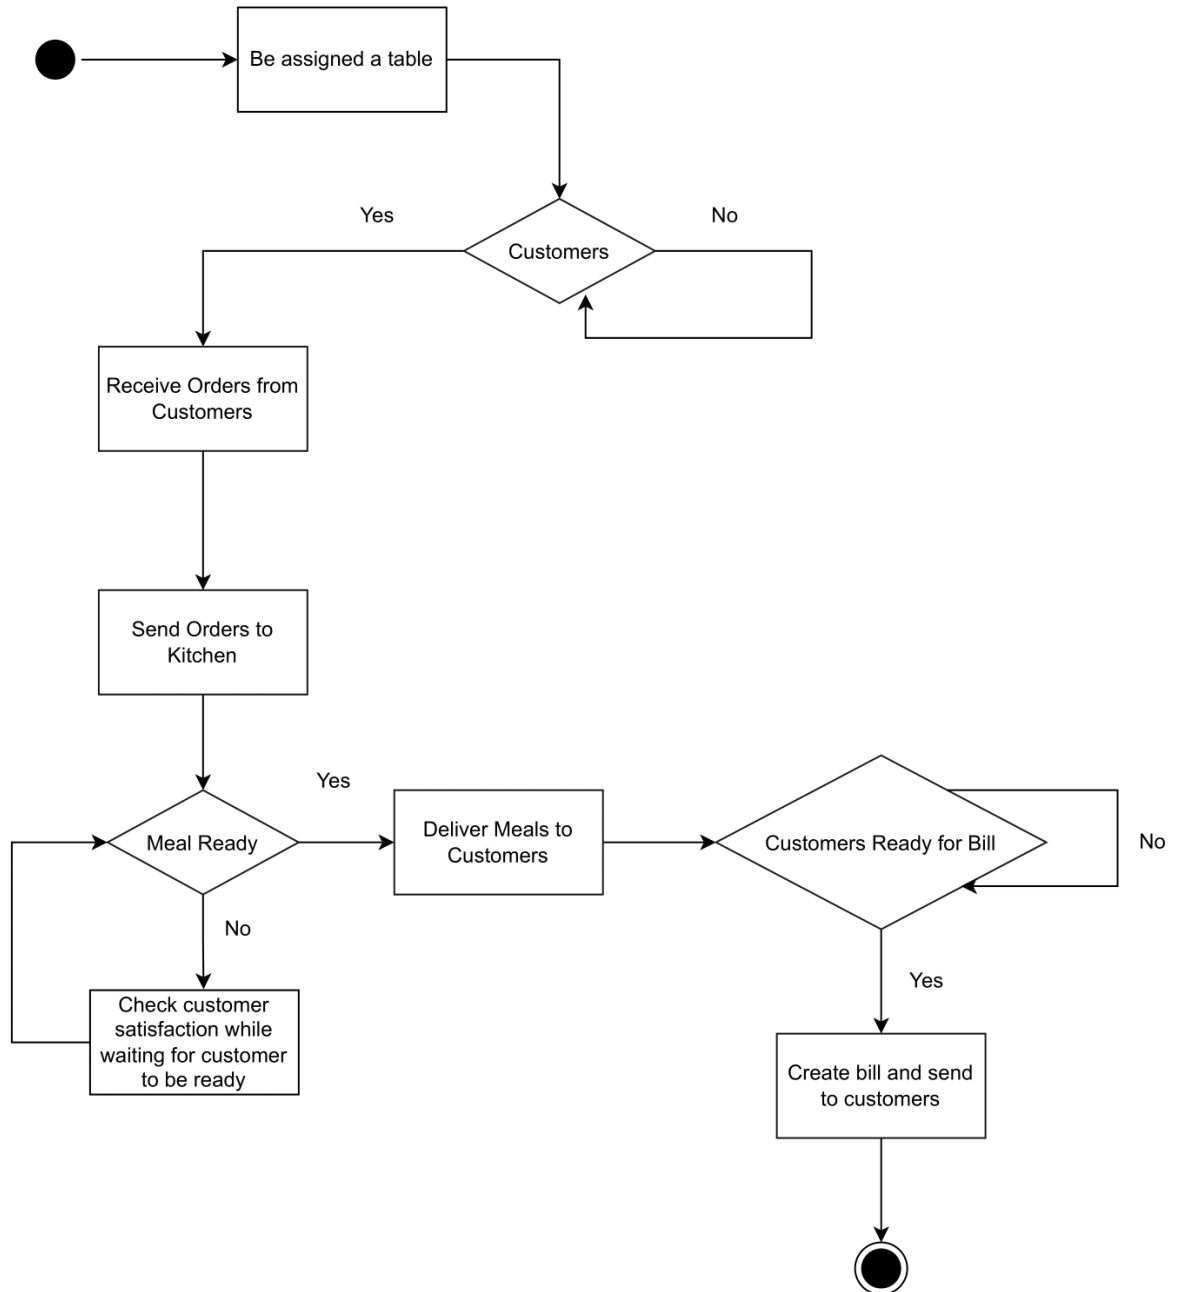 Be assigned a table
Yes
No
Customers
Receive Orders from
Customers
Send Orders to
Kitchen
Yes
Meal Ready
Deliver Meals to
Customers
Customers Ready for Bill
No
No
Yes
Check customer
satisfaction while
waiting for customer
to be ready
Create bill and send
to customers